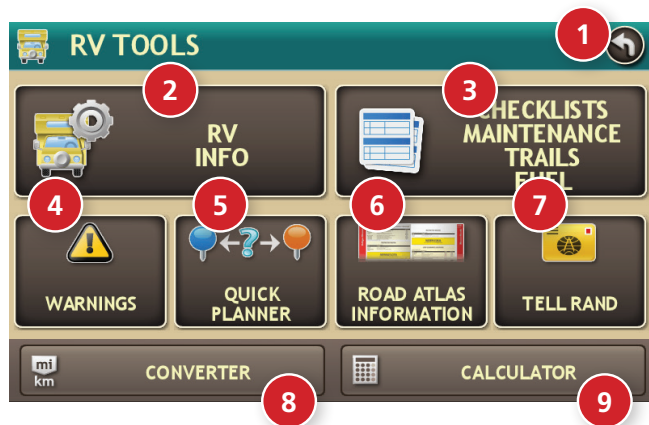 RV TOOLS
1
2
3
RV
INFO
CHECKLISTS
MAINTENANCE
TRAILS
FUEL
4
5
6
7
WARNINGS
QUICK
PLANNER
ROAD ATLAS
INFORMATION
TELL RAND
mi
km
CONVERTER
CALCULATOR
8
9